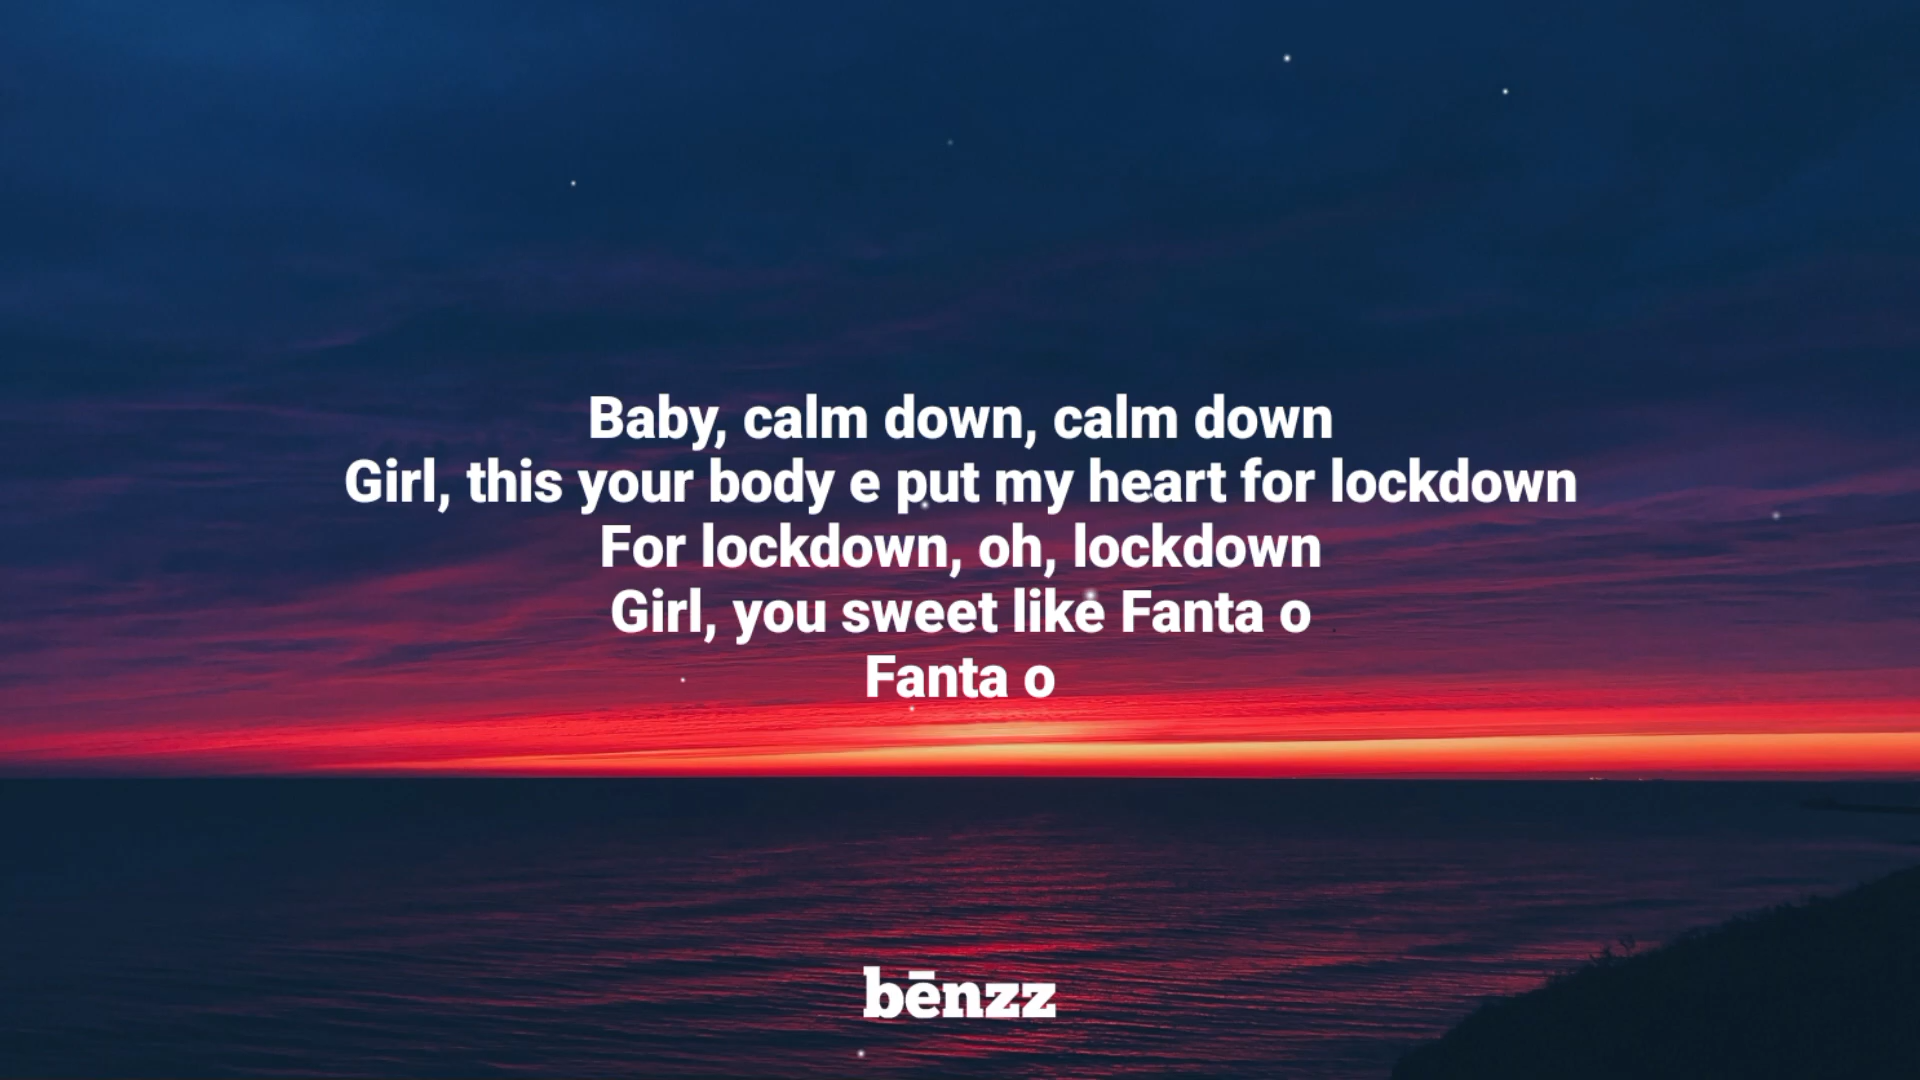 Baby, calm down, calm down
Girl, this your body e put my heart for lockdown
For lockdown, oh, lockdown
Girl, you sweet like Fanta o
Fanta o
bēnzz